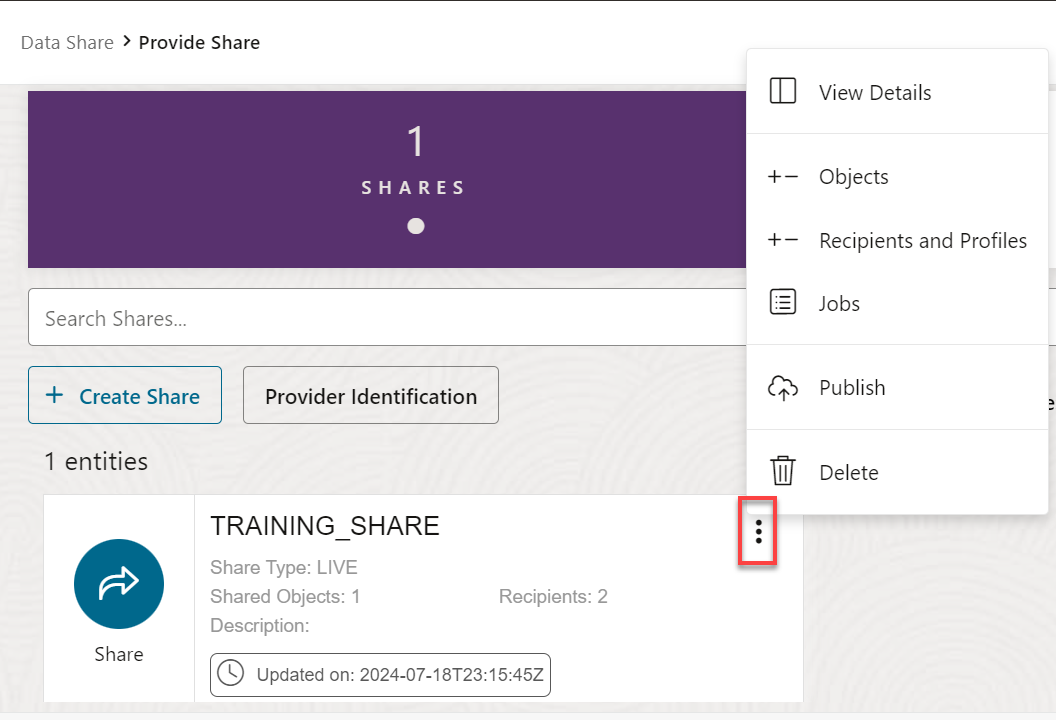 Data Share > Provide Share
1
SHARES
Search Shares...
+ Create Share
Provider Identification
1 entities
Share
TRAINING_SHARE
Share Type: LIVE
Shared Objects: 1
Recipients: 2
Description:
Updated on: 2024-07-18T23:15:45Z
View Details
Objects
Recipients and Profiles
Jobs
Publish
Delete